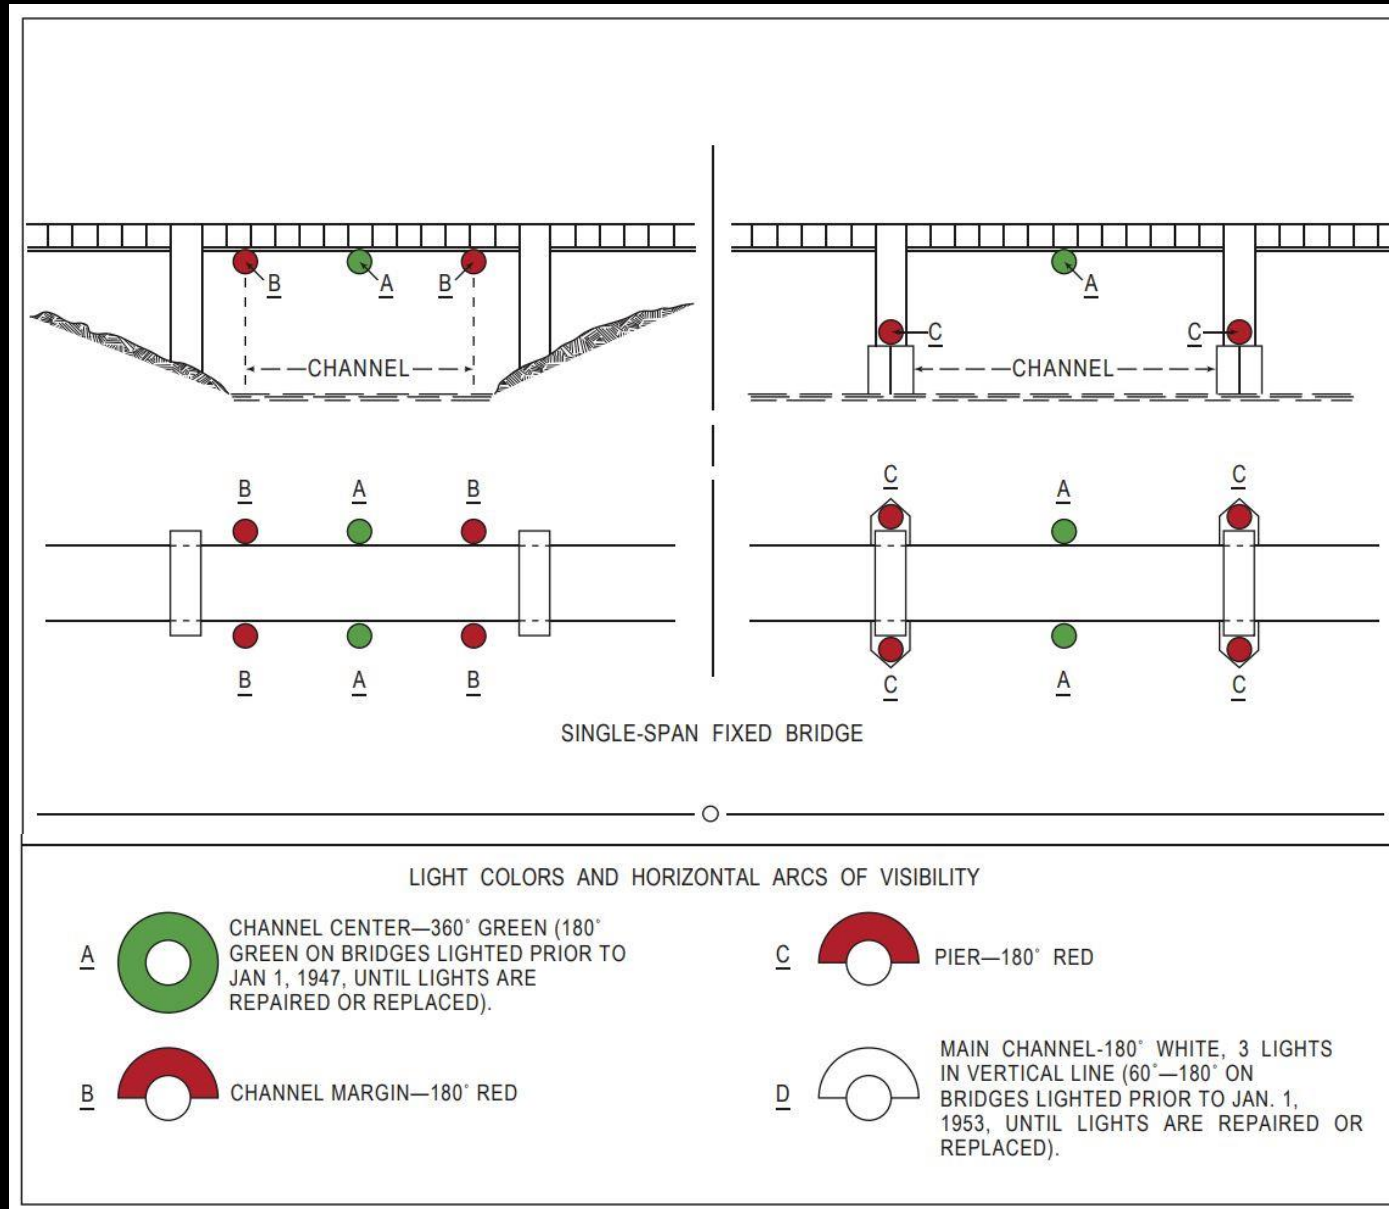 B A B
A
C C
CHANNEL
CHANNEL
B A B
C A C
B A B
C A C
SINGLE-SPAN FIXED BRIDGE
LIGHT COLORS AND HORIZONTAL ARCS OF VISIBILITY
A
CHANNEL CENTER—360° GREEN (180°
GREEN ON BRIDGES LIGHTED PRIOR TO
JAN 1, 1947, UNTIL LIGHTS ARE
REPAIRED OR REPLACED).
B
CHANNEL MARGIN—180° RED
C
PIER—180° RED
D
MAIN CHANNEL-180° WHITE, 3 LIGHTS
IN VERTICAL LINE (60°—180° ON
BRIDGES LIGHTED PRIOR TO JAN. 1,
1953, UNTIL LIGHTS ARE REPAIRED OR
REPLACED).